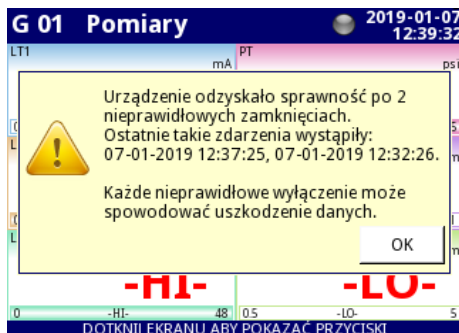 G 01 Pomiary
2019-01-07
12:39:32
LT1
mA
PT
psi
Urządzenie odzyskało sprawność po 2
nieprawidłowych zamknięciach.
Ostatnie takie zdarzenia wystąpiły:
07-01-2019 12:37:25, 07-01-2019 12:32:26.
Każde nieprawidłowe wyłączenie może
spowodować uszkodzenie danych.
OK
-HI-
-LO-
0
-HI-
48
0.5
-LO-
5
DOTKNIJ EKRANU ABY POKAZAĆ PRZYCISKI